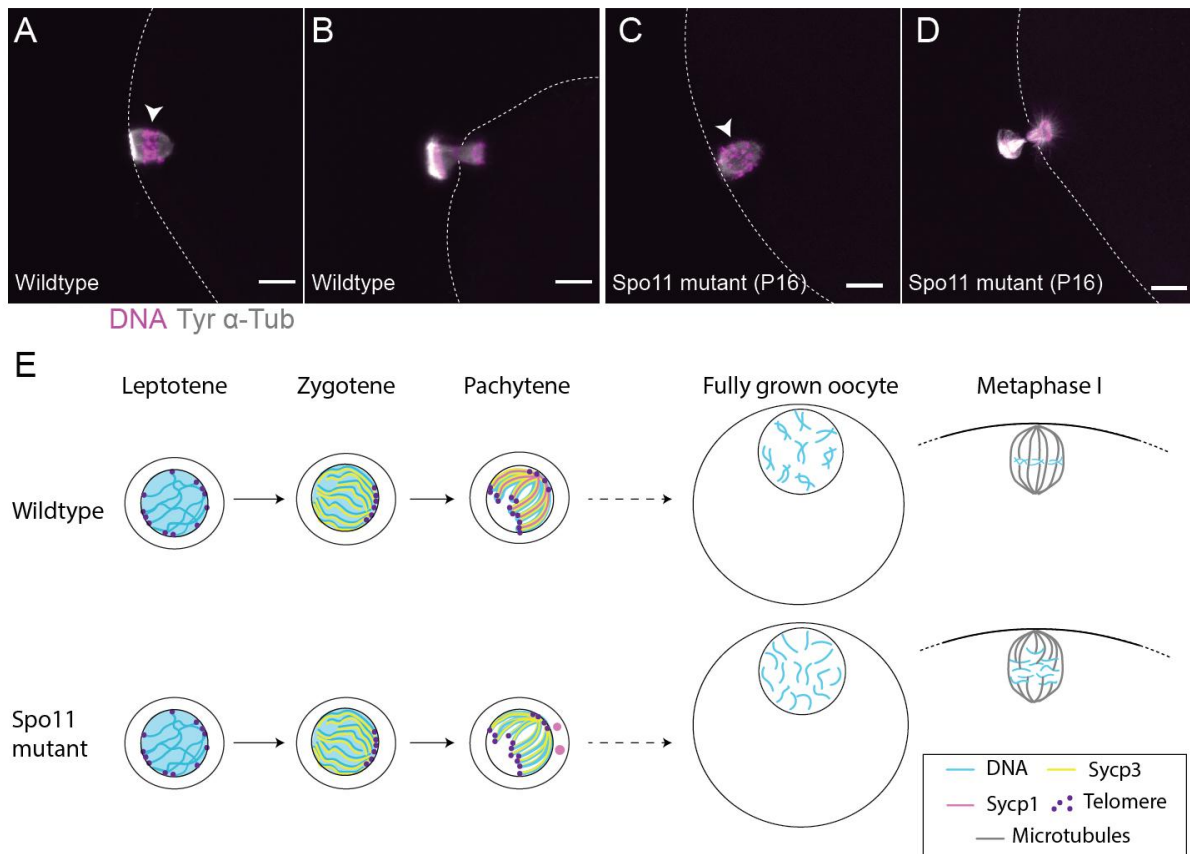 A
B
C
D
Wildtype
Wildtype
Spo11 mutant (P16)
Spo11 mutant (P16)
DNA Tyr α-Tub
E
Leptotene
Zygotene
Pachytene
Fully grown oocyte
Metaphase I
Wildtype
Spo11
mutant
DNA
Sycp3
Sycp1
Telomere
Microtubules